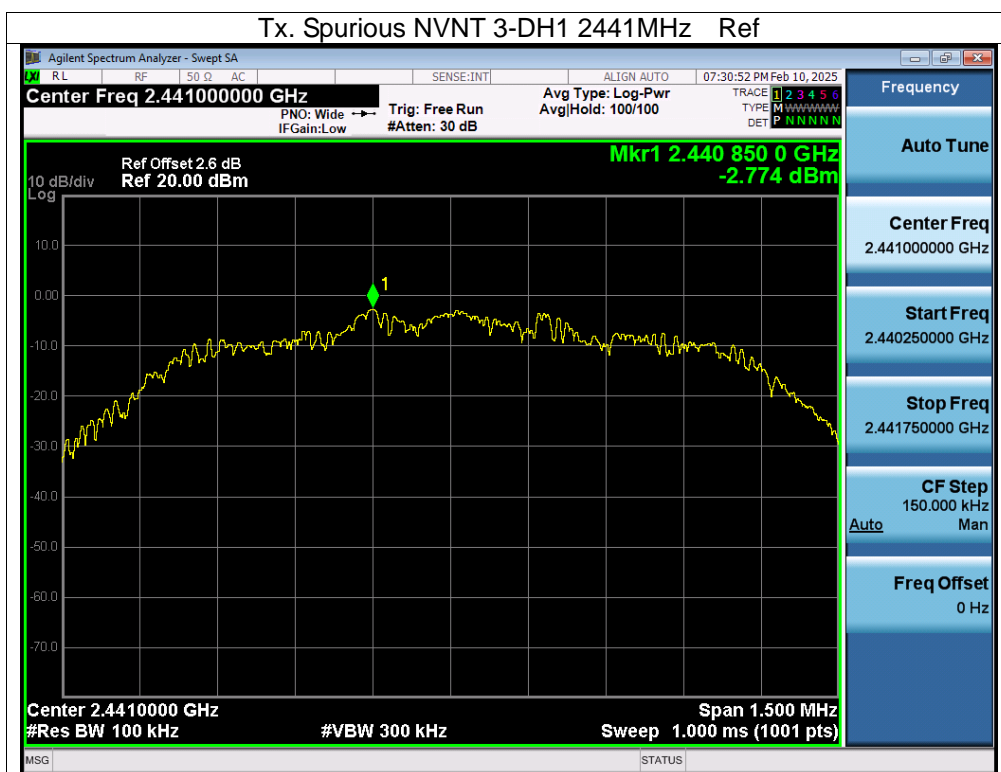 Tx. Spurious NVNT 3-DH1 2441MHz Ref
Agilent Spectrum Analyzer - Swept SA
LXI RL RF 50 Ω AC SENSE:INT ALIGN AUTO 07:30:52 PM Feb 10, 2025
Center Freq 2.441000000 GHz
PNO: Wide
IFGain:Low
Trig: Free Run
#Atten: 30 dB
Avg Type: Log-Pwr
Avg|Hold: 100/100
TRACE 1 2 3 4 5 6
TYPE M WWWWW
DET P N N N N N
Ref Offset 2.6 dB
10 dB/div Ref 20.00 dBm
Log
Mkr1 2.440 850 0 GHz
-2.774 dBm
10.0
0.00
-10.0
-20.0
-30.0
-40.0
-50.0
-60.0
-70.0
1
Center 2.4410000 GHz Span 1.500 MHz
#Res BW 100 kHz #VBW 300 kHz Sweep 1.000 ms (1001 pts)
MSG STATUS
Frequency
Auto Tune
Center Freq
2.441000000 GHz
Start Freq
2.440250000 GHz
Stop Freq
2.441750000 GHz
CF Step
150.000 kHz
Auto Man
Freq Offset
0 Hz